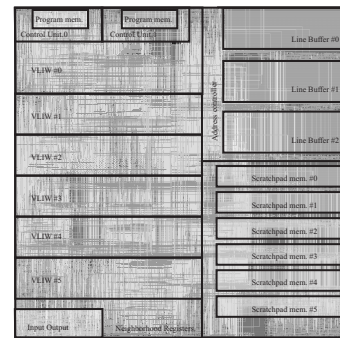 Program mem.
Program mem.
Control Unit.0
Control Unit.1
Line Buffer #0
VLIW #0
Address controller
Line Buffer #1
VLIW #1
Line Buffer #2
VLIW #2
Scratchpad mem. #0
VLIW #3
Scratchpad mem. #1
Scratchpad mem. #2
VLIW #4
Scratchpad mem. #3
VLIW #5
Scratchpad mem. #4
Scratchpad mem. #5
Input Output
Neighborhood Registers